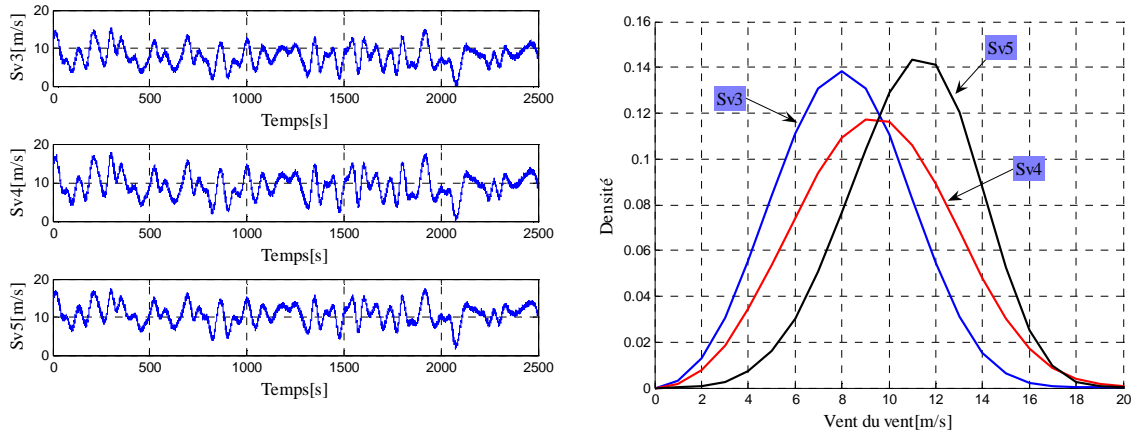 20
10
0
Sv3[m/s]
0 500 1000 1500 2000 2500
Temps[s]
20
10
0
Sv4[m/s]
0 500 1000 1500 2000 2500
Temps[s]
20
10
0
Sv5[m/s]
0 500 1000 1500 2000 2500
Temps[s]
0.16
0.14
0.12
0.1
0.08
0.06
0.04
0.02
0
Densité
Sv5
Sv3
Sv4
0 2 4 6 8 10 12 14 16 18 20
Vent du vent[m/s]